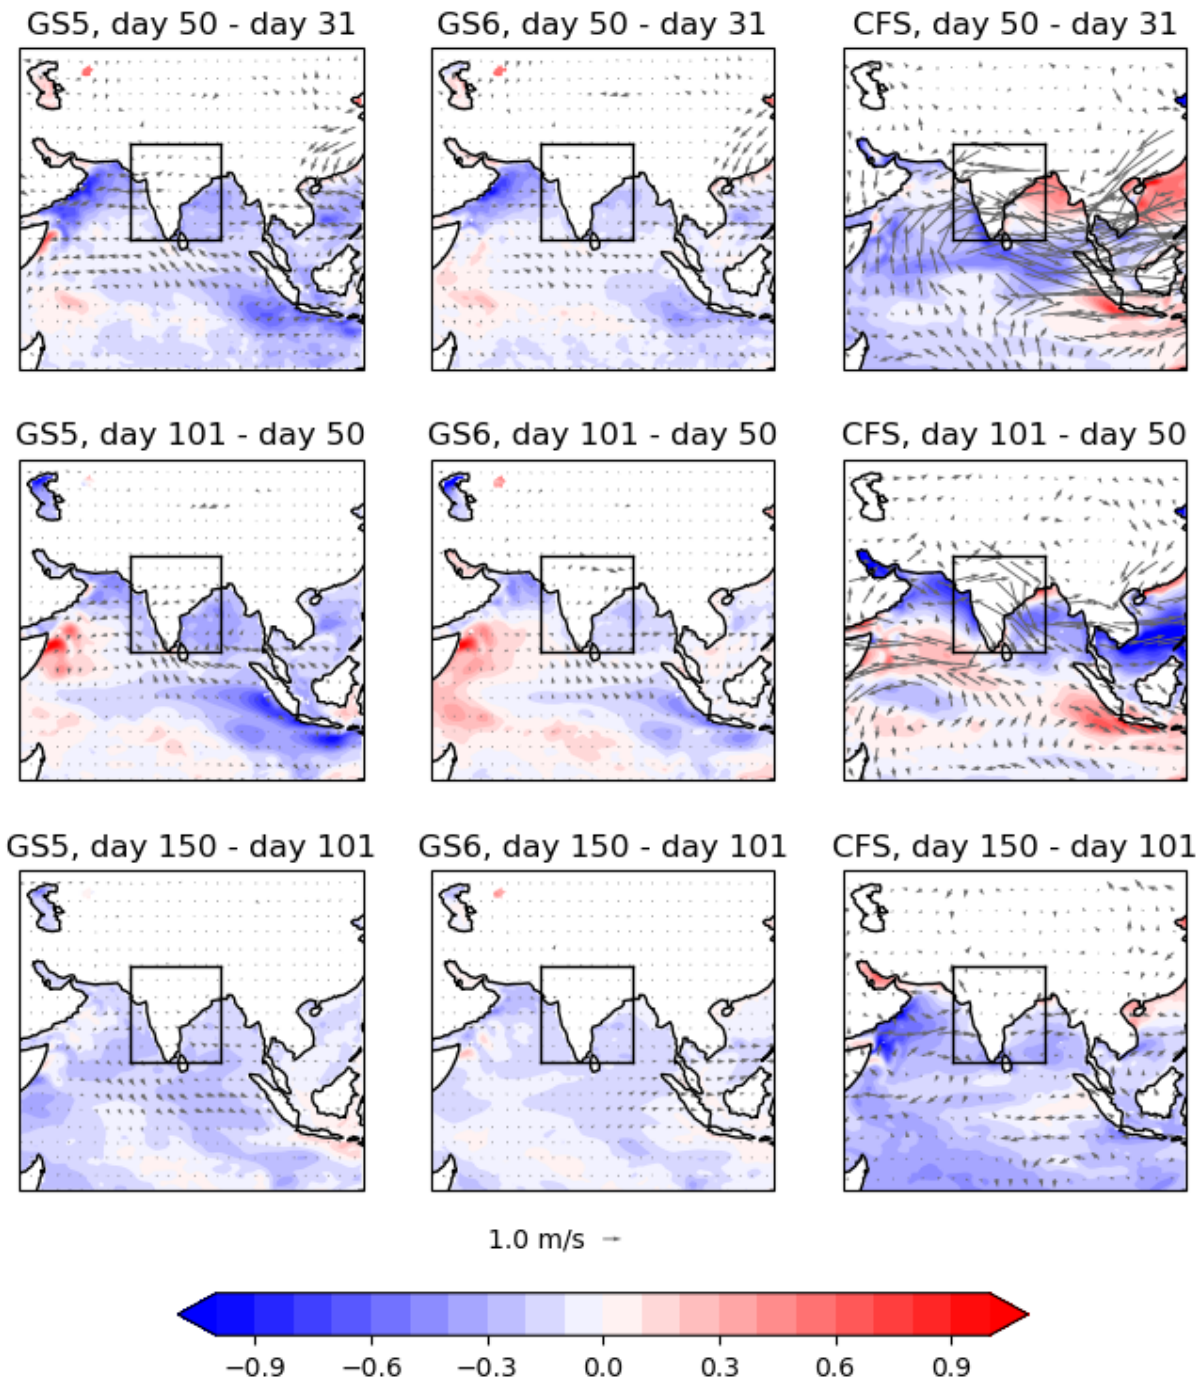 GS5, day 50 - day 31
GS6, day 50 - day 31
CFS, day 50 - day 31
GS5, day 101 - day 50
GS6, day 101 - day 50
CFS, day 101 - day 50
GS5, day 150 - day 101
GS6, day 150 - day 101
CFS, day 150 - day 101
1.0 m/s
−0.9 −0.6 −0.3 0.0 0.3 0.6 0.9